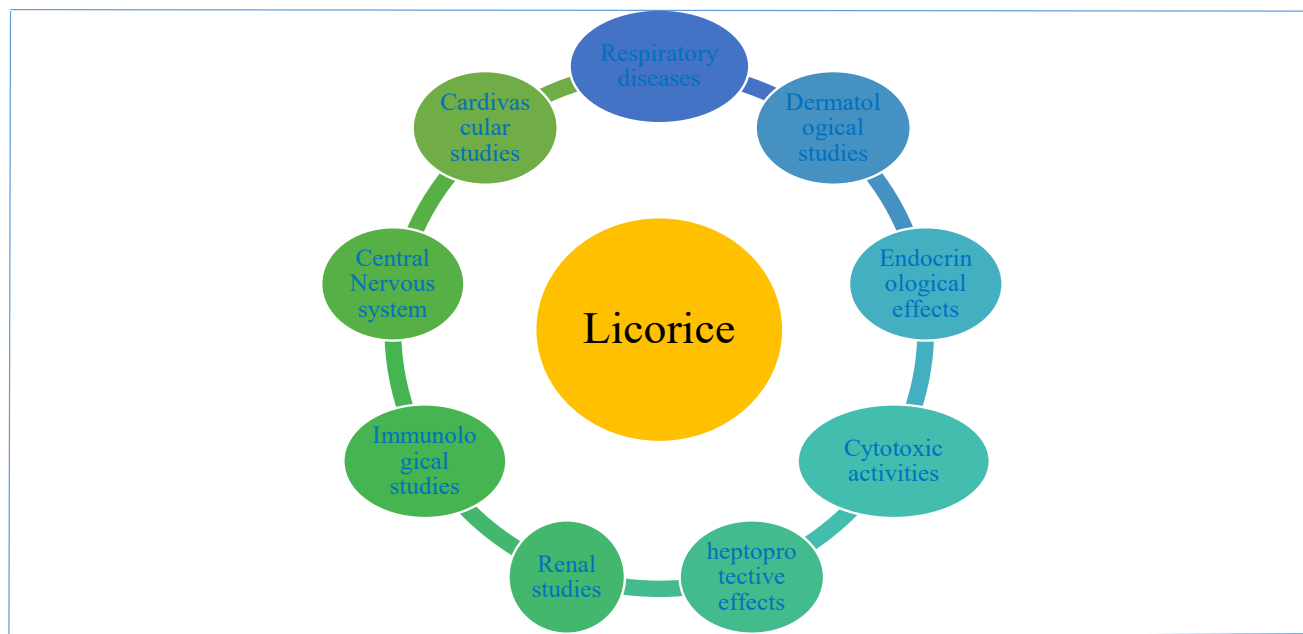 Respiratory
diseases
Dermatol
ogical
studies
Endocrin
ological
effects
Cytotoxic
activities
heptopro
tective
effects
Renal
studies
Immunolo
gical
studies
Central
Nervous
system
Cardivas
cular
studies
Licorice